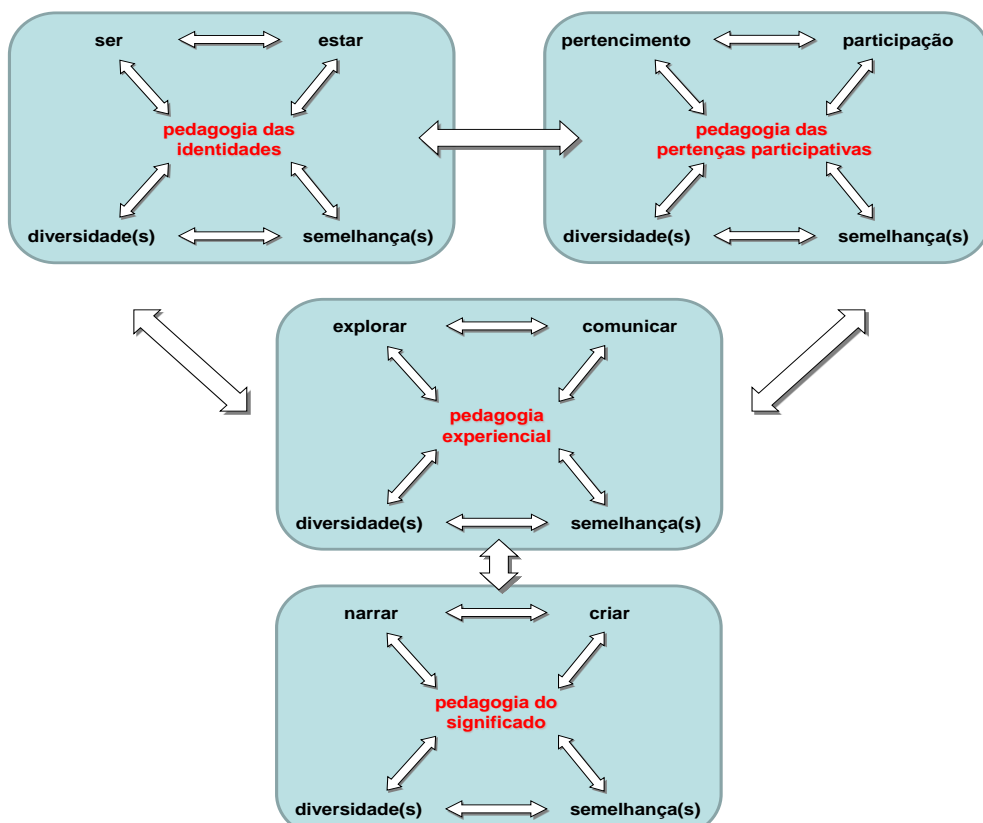 ser
estar
pedagogia das
identidades
diversidade(s)
semelhança(s)
pertencimento
participação
pedagogia das
pertenças participativas
diversidade(s)
semelhança(s)
explorar
comunicar
pedagogia
experiencial
diversidade(s)
semelhança(s)
narrar
criar
pedagogia do
significado
diversidade(s)
semelhança(s)